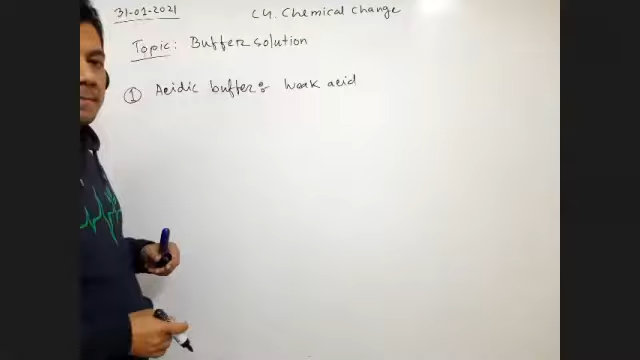 31-01-2021
C4. Chemical Change
Topic: Buffer solution
① Acidic buffer : Weak acid